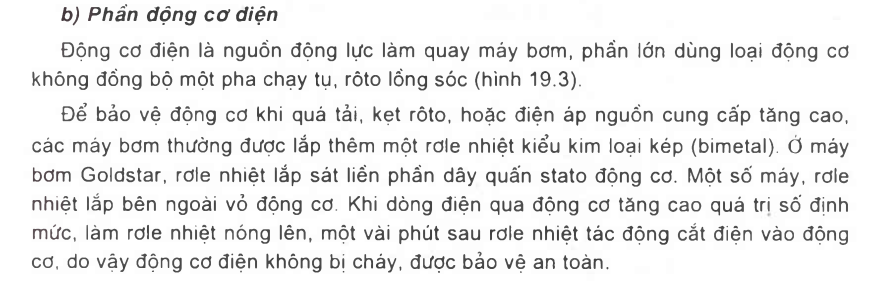 b) Phần động cơ điện
Động cơ điện là nguồn động lực làm quay máy bơm, phần lớn dùng loại động cơ
không đồng bộ một pha chạy tụ, rôto lồng sóc (hình 19.3).
Để bảo vệ động cơ khi quá tải, kẹt rôto, hoặc điện áp nguồn cung cấp tăng cao,
các máy bơm thường được lắp thêm một rơle nhiệt kiểu kim loại kép (bimetal). Ở máy
bơm Goldstar, rơle nhiệt lắp sát liền phần dây quấn stato động cơ. Một số máy, rơle
nhiệt lắp bên ngoài vỏ động cơ. Khi dòng điện qua động cơ tăng cao quá trị số định
mức, làm rơle nhiệt nóng lên, một vài phút sau rơle nhiệt tác động cắt điện vào động
cơ, do vậy động cơ điện không bị cháy, được bảo vệ an toàn.